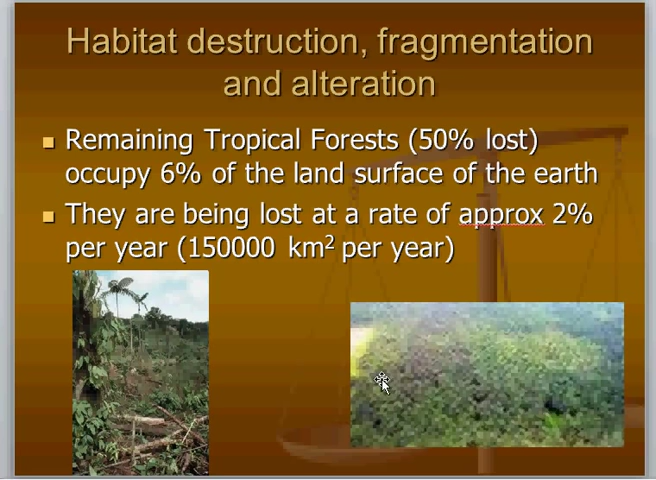 Habitat destruction, fragmentation
and alteration
Remaining Tropical Forests (50% lost)
occupy 6% of the land surface of the earth
They are being lost at a rate of approx 2%
per year (150000 km² per year)